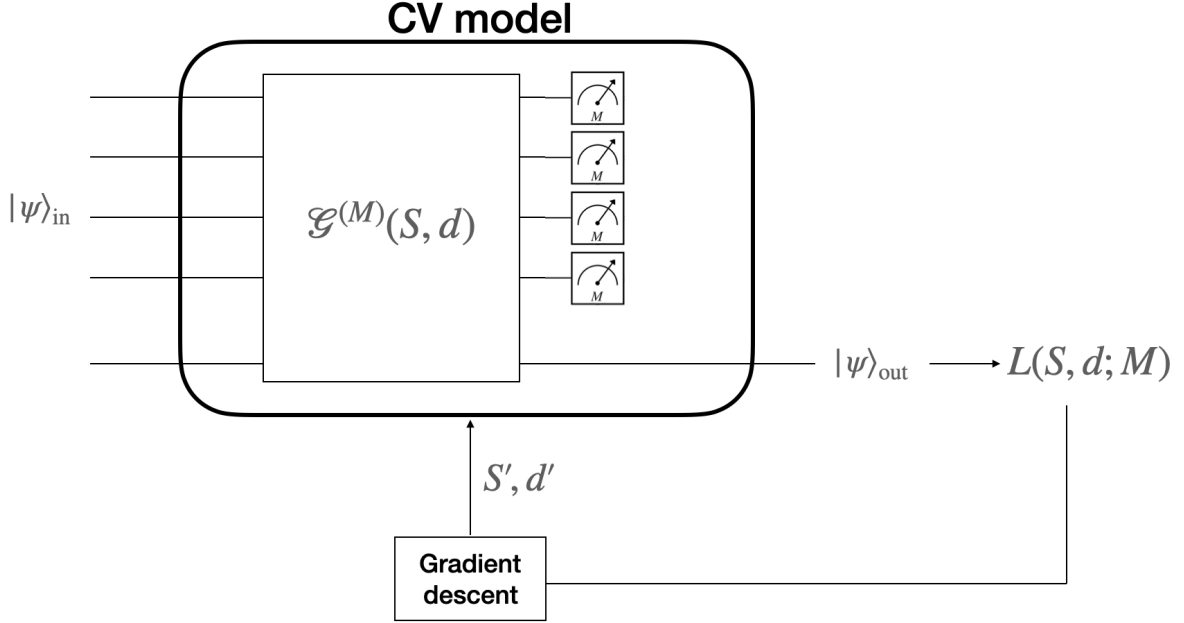 CV model
|ψ⟩in
𝒢(M)(S, d)
M
M
M
M
|ψ⟩out
L(S, d; M)
S′, d′
Gradient
descent